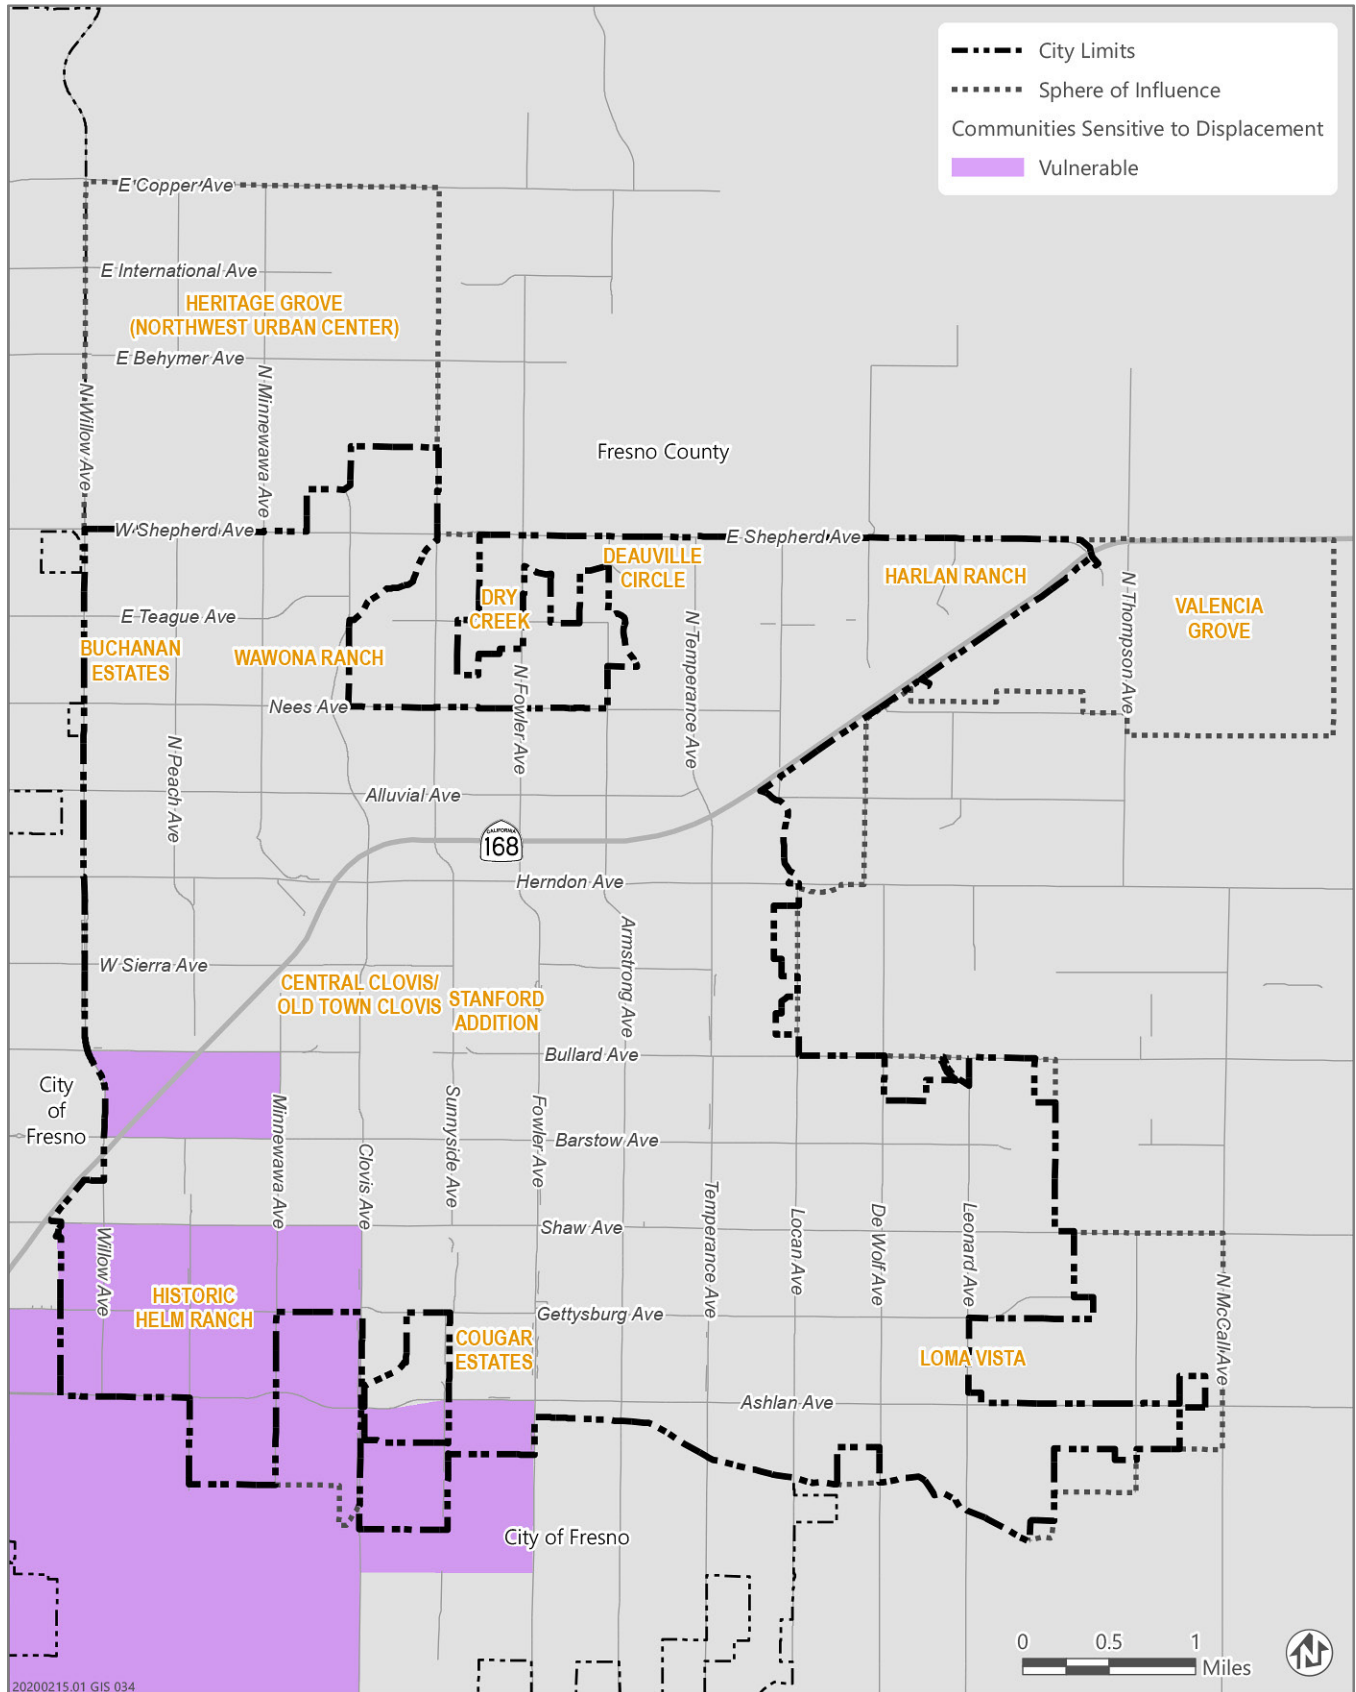 City Limits
Sphere of Influence
Communities Sensitive to Displacement
Vulnerable
E Copper Ave
E International Ave
HERITAGE GROVE
(NORTHWEST URBAN CENTER)
E Behymer Ave
N Willow Ave
N Minnewawa Ave
Fresno County
W Shepherd Ave
E Shepherd Ave
DEAUVILLE
CIRCLE
HARLAN RANCH
DRY
CREEK
N Thompson Ave
VALENCIA
GROVE
E Teague Ave
BUCHANAN
ESTATES
WAWONA RANCH
N Temperance Ave
N Fowler Ave
Nees Ave
N Peach Ave
Alluvial Ave
CALIFORNIA
168
Herndon Ave
Armstrong Ave
W Sierra Ave
CENTRAL CLOVIS/
OLD TOWN CLOVIS
STANFORD
ADDITION
Bullard Ave
City
of
Fresno
Minnewawa Ave
Clovis Ave
Sunnyside Ave
Fowler Ave
Barstow Ave
Temperance Ave
Locan Ave
De Wolf Ave
Leonard Ave
Shaw Ave
Willow Ave
N McCall Ave
HISTORIC
HELM RANCH
Gettysburg Ave
COUGAR
ESTATES
LOMA VISTA
Ashlan Ave
City of Fresno
0 0.5 1
Miles
N
20200215.01 GIS 034